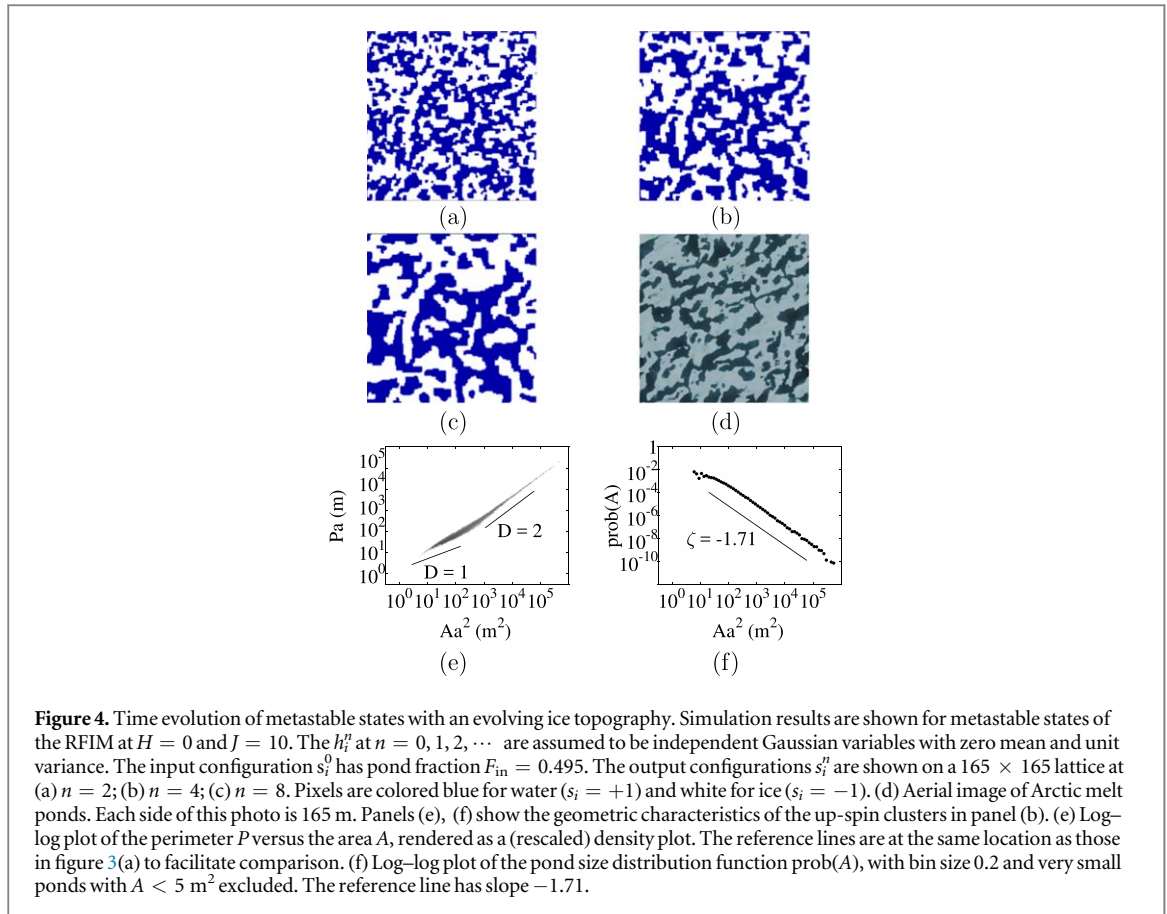 (a)
(b)
(c)
(d)
10^5
10^4
10^3
10^2
10^1
10^0
Pa (m)
D = 2
D = 1
10^0 10^1 10^2 10^3 10^4 10^5
Aa^2 (m^2)
(e)
1
10^-2
10^-4
10^-6
10^-8
10^-10
prob(A)
ζ = -1.71
10^0 10^1 10^2 10^3 10^4 10^5
Aa^2 (m^2)
(f)
Figure 4. Time evolution of metastable states with an evolving ice topography. Simulation results are shown for metastable states of
the RFIM at H = 0 and J = 10. The h_i^n at n = 0, 1, 2, ⋯ are assumed to be independent Gaussian variables with zero mean and unit
variance. The input configuration s_i^0 has pond fraction F_in = 0.495. The output configurations s_i^n are shown on a 165 × 165 lattice at
(a) n = 2; (b) n = 4; (c) n = 8. Pixels are colored blue for water (s_i = +1) and white for ice (s_i = −1). (d) Aerial image of Arctic melt
ponds. Each side of this photo is 165 m. Panels (e), (f) show the geometric characteristics of the up-spin clusters in panel (b). (e) Log–
log plot of the perimeter P versus the area A, rendered as a (rescaled) density plot. The reference lines are at the same location as those
in figure 3(a) to facilitate comparison. (f) Log–log plot of the pond size distribution function prob(A), with bin size 0.2 and very small
ponds with A < 5 m^2 excluded. The reference line has slope −1.71.